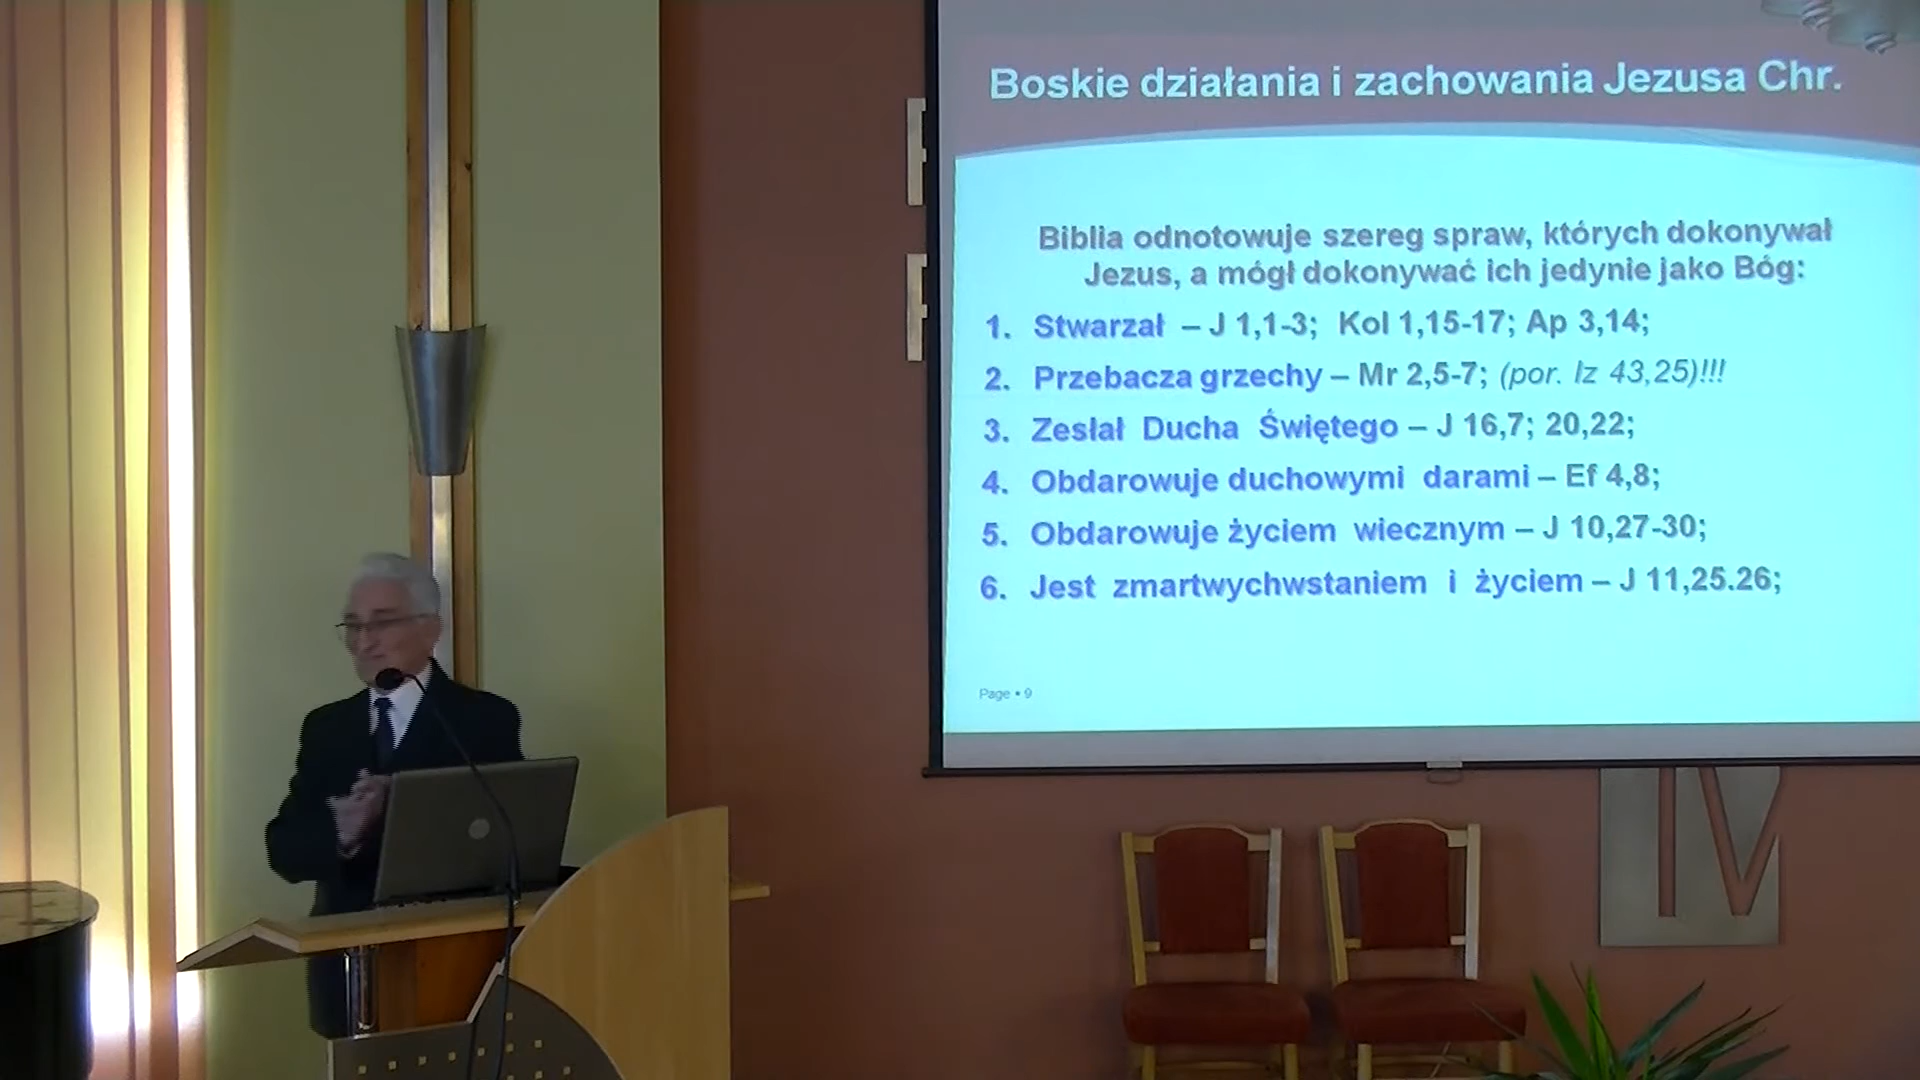 Boskie działania i zachowania Jezusa Chr.
Biblia odnotowuje szereg spraw, których dokonywał
Jezus, a mógł dokonywać ich jedynie jako Bóg:
1. Stwarzał – J 1,1-3; Kol 1,15-17; Ap 3,14;
2. Przebacza grzechy – Mr 2,5-7; (por. Iz 43,25)!!!
3. Zesłał Ducha Świętego – J 16,7; 20,22;
4. Obdarowuje duchowymi darami – Ef 4,8;
5. Obdarowuje życiem wiecznym – J 10,27-30;
6. Jest zmartwychwstaniem i życiem – J 11,25.26;
Page • 9
IV